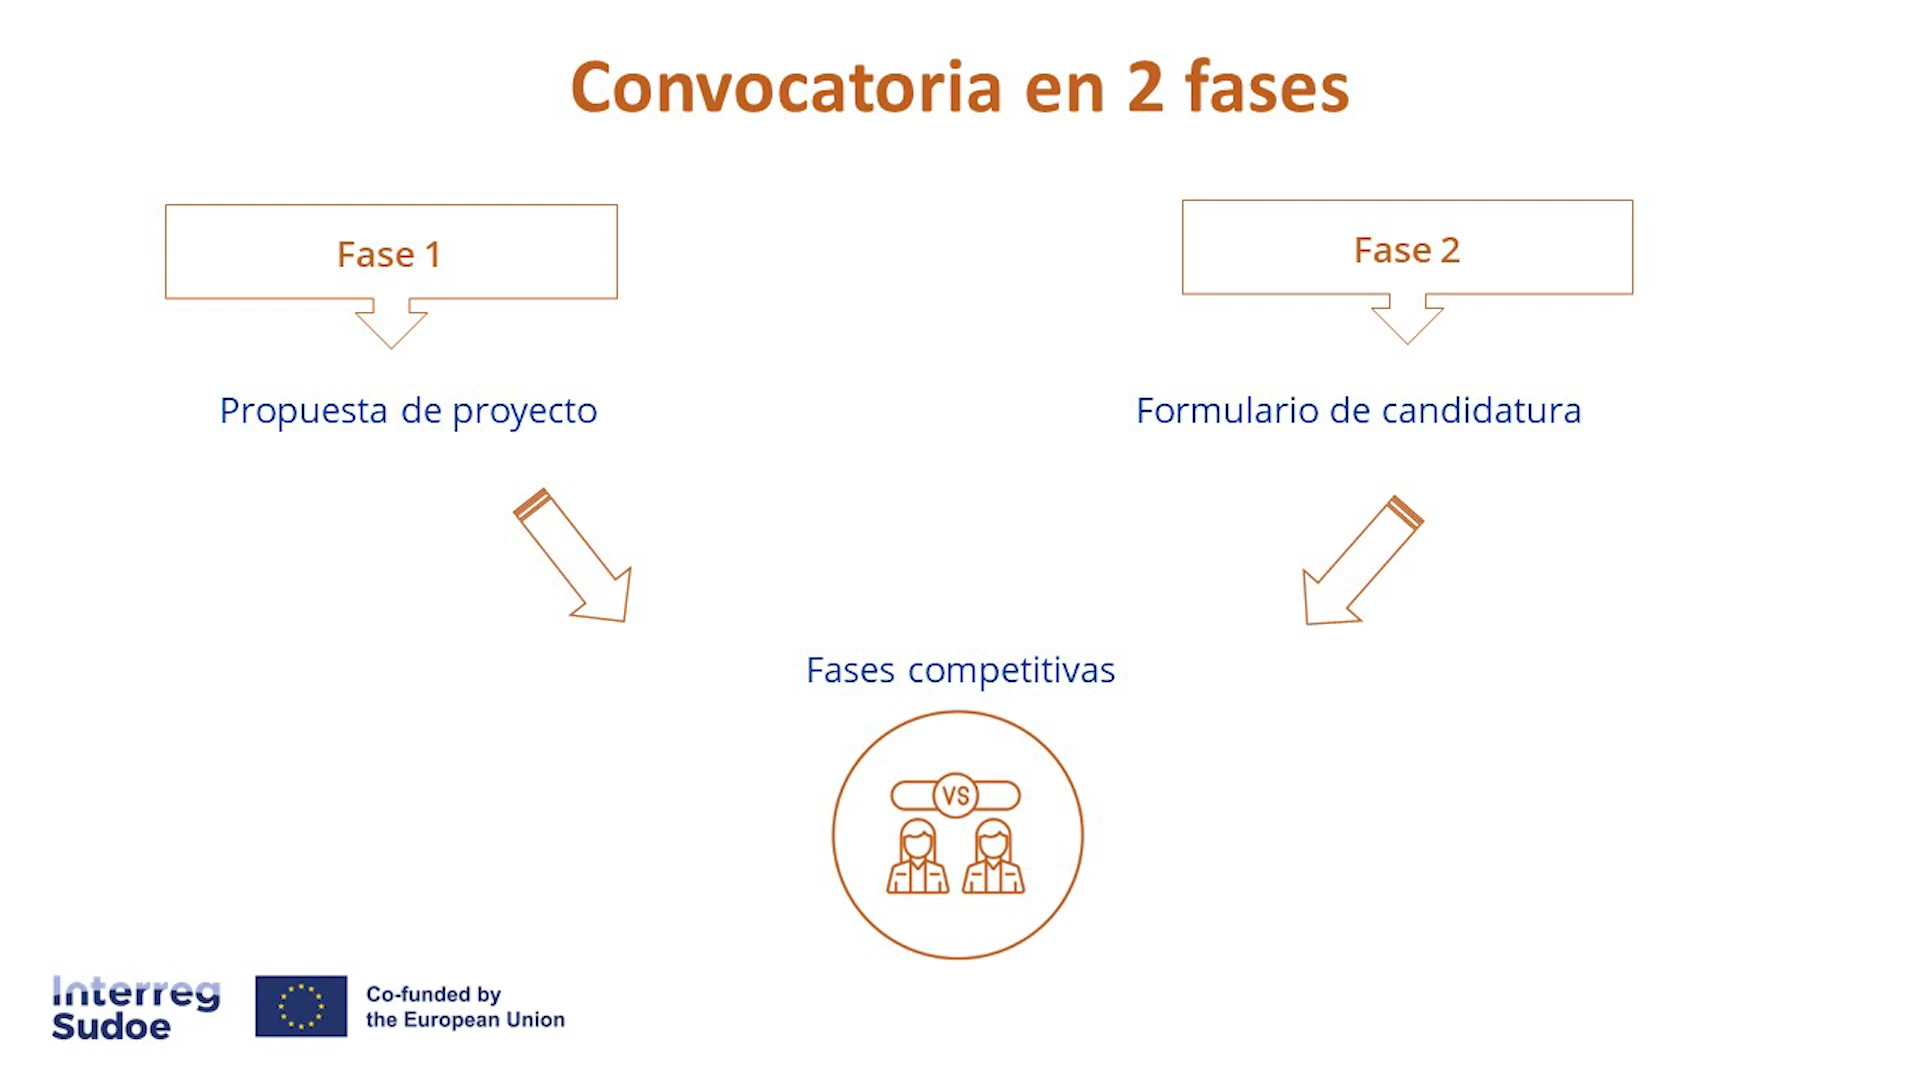 Convocatoria en 2 fases
Fase 1
Fase 2
Propuesta de proyecto
Formulario de candidatura
Fases competitivas
VS
Interreg
Sudoe
Co-funded by
the European Union